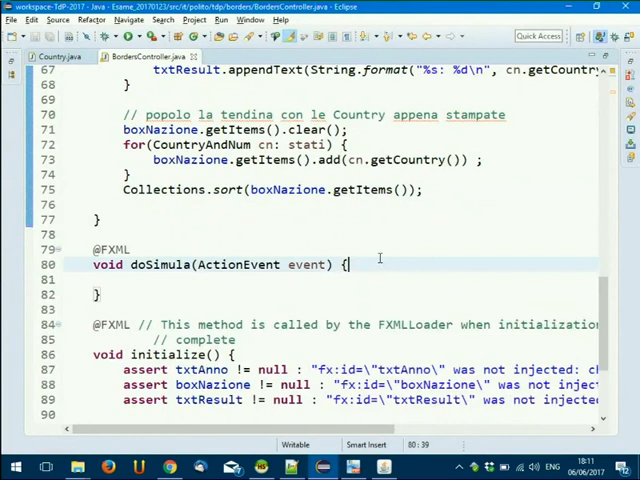 workspace-TdP-2017 - Java - Esame_20170123/src/it/polito/tdp/borders/BordersController.java - Eclipse
File Edit Source Refactor Navigate Search Project Run Window Help
Quick Access
Country.java
BordersController.java
67 txtResult.appendText(String.format("%s: %d\n", cn.getCountry
68 }
69
70 // popolo la tendina con le Country appena stampate
71 boxNazione.getItems().clear();
72 for(CountryAndNum cn: stati) {
73 boxNazione.getItems().add(cn.getCountry()) ;
74 }
75 Collections.sort(boxNazione.getItems());
76
77 }
78
79 @FXML
80 void doSimula(ActionEvent event) {
81
82 }
83
84 @FXML // This method is called by the FXMLLoader when initialization
85 // complete
86 void initialize() {
87 assert txtAnno != null : "fx:id=\"txtAnno\" was not injected: ch
88 assert boxNazione != null : "fx:id=\"boxNazione\" was not inject
89 assert txtResult != null : "fx:id=\"txtResult\" was not injected
90
Writable Smart Insert 80 : 39
18:11
06/06/2017